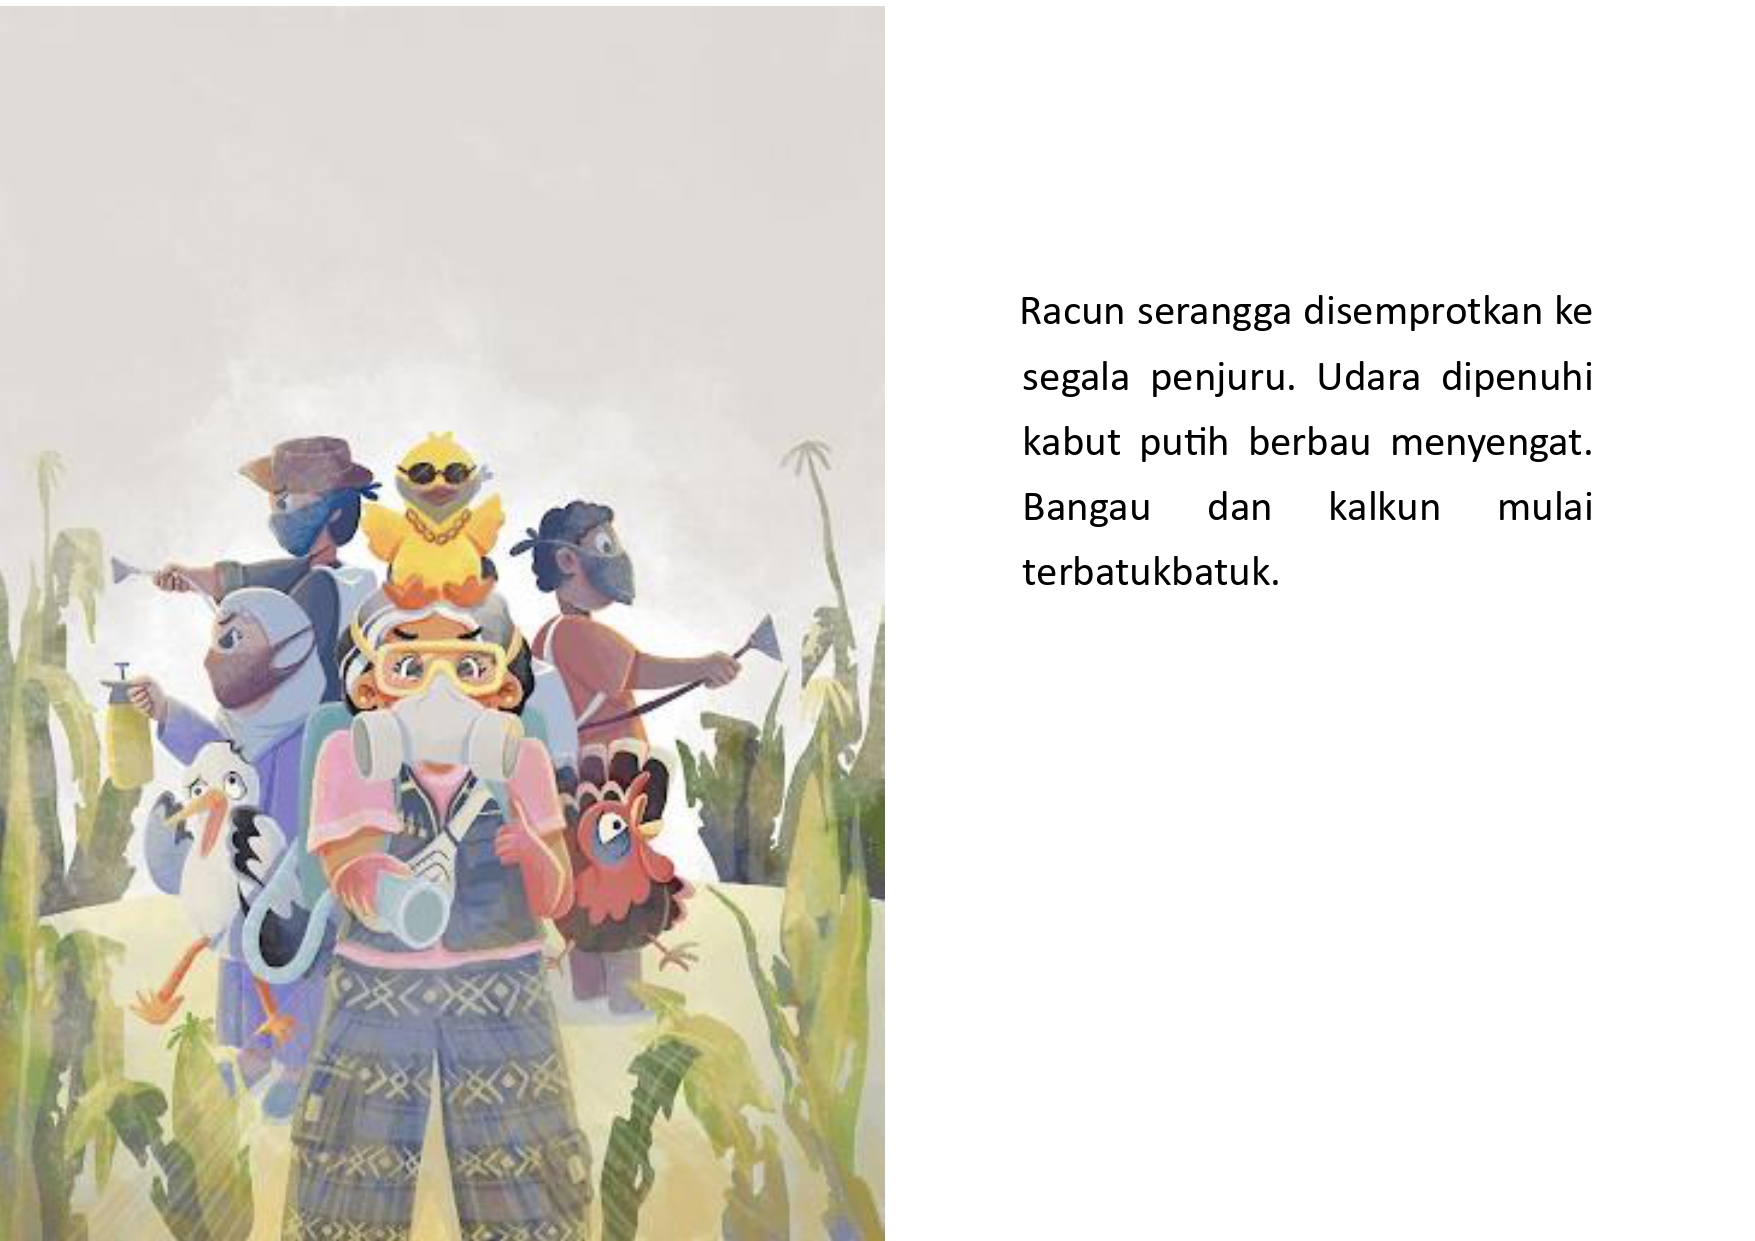 Racun serangga disemprotkan ke
segala penjuru. Udara dipenuhi
kabut putih berbau menyengat.
Bangau dan kalkun mulai
terbatukbatuk.